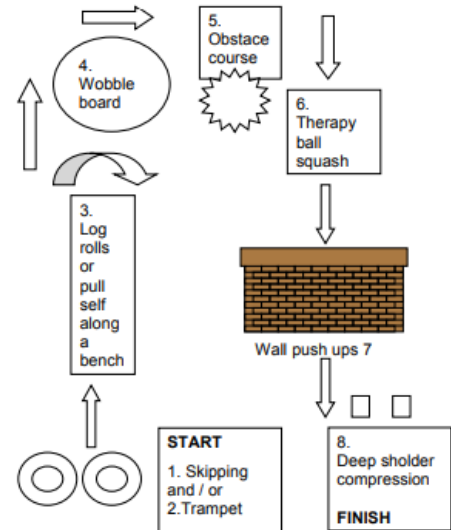 START
1. Skipping
and / or
2.Trampet
3.
Log
rolls
or
pull
self
along
a
bench
4.
Wobble
board
5.
Obstace
course
6.
Therapy
ball
squash
Wall push ups 7
8.
Deep sholder
compression
FINISH